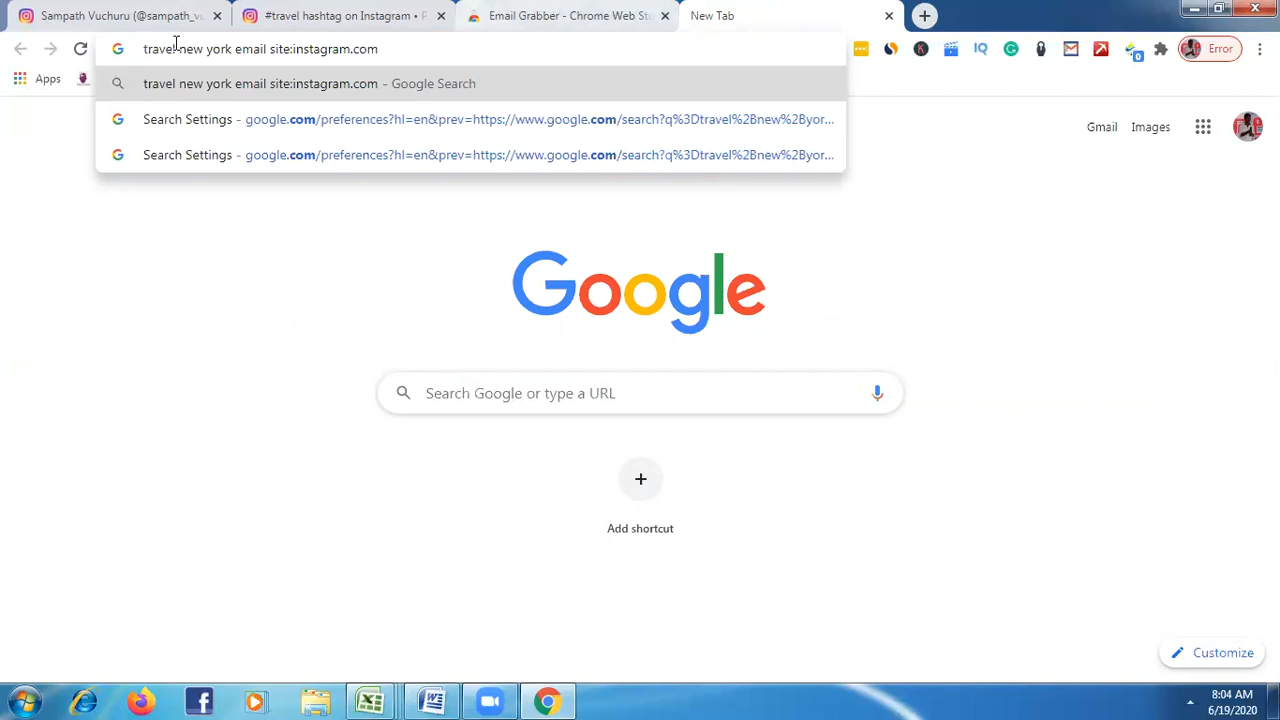 Sampath Vuchuru (@sampath_v
#travel hashtag on Instagram • P
Email Grabber - Chrome Web Sto
New Tab
travel new york email site:instagram.com
Error
travel new york email site:instagram.com - Google Search
Apps
Search Settings - google.com/preferences?hl=en&prev=https://www.google.com/search?q%3Dtravel%2Bnew%2Byor...
Gmail Images
Search Settings - google.com/preferences?hl=en&prev=https://www.google.com/search?q%3Dtravel%2Bnew%2Byor...
Google
Search Google or type a URL
Add shortcut
Customize
8:04 AM
6/19/2020